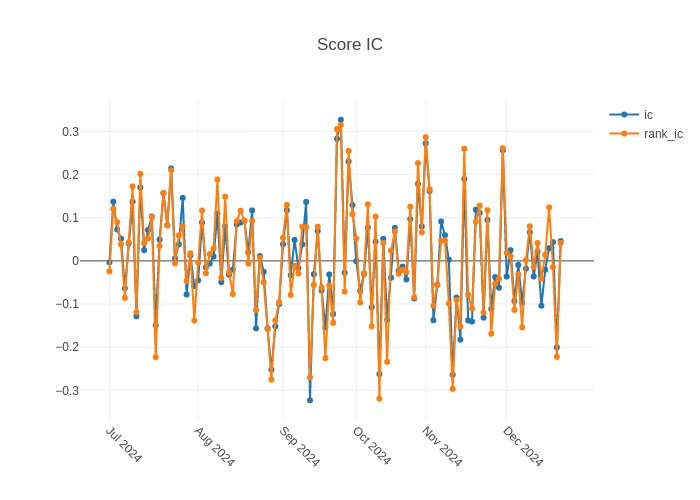 Score IC
ic
rank_ic
0.3
0.2
0.1
0
−0.1
−0.2
−0.3
Jul 2024
Aug 2024
Sep 2024
Oct 2024
Nov 2024
Dec 2024